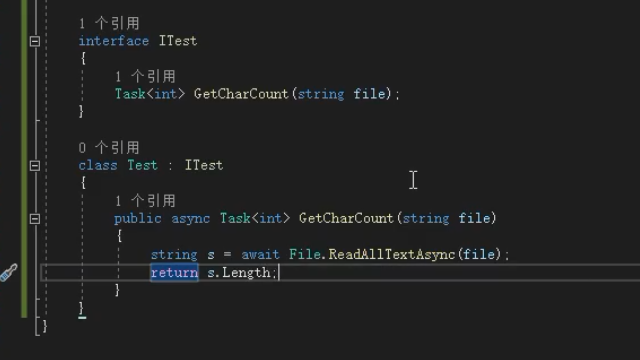 1 个引用
interface ITest
{
1 个引用
Task<int> GetCharCount(string file);
}
0 个引用
class Test : ITest
{
1 个引用
public async Task<int> GetCharCount(string file)
{
string s = await File.ReadAllTextAsync(file);
return s.Length;
}
}
}